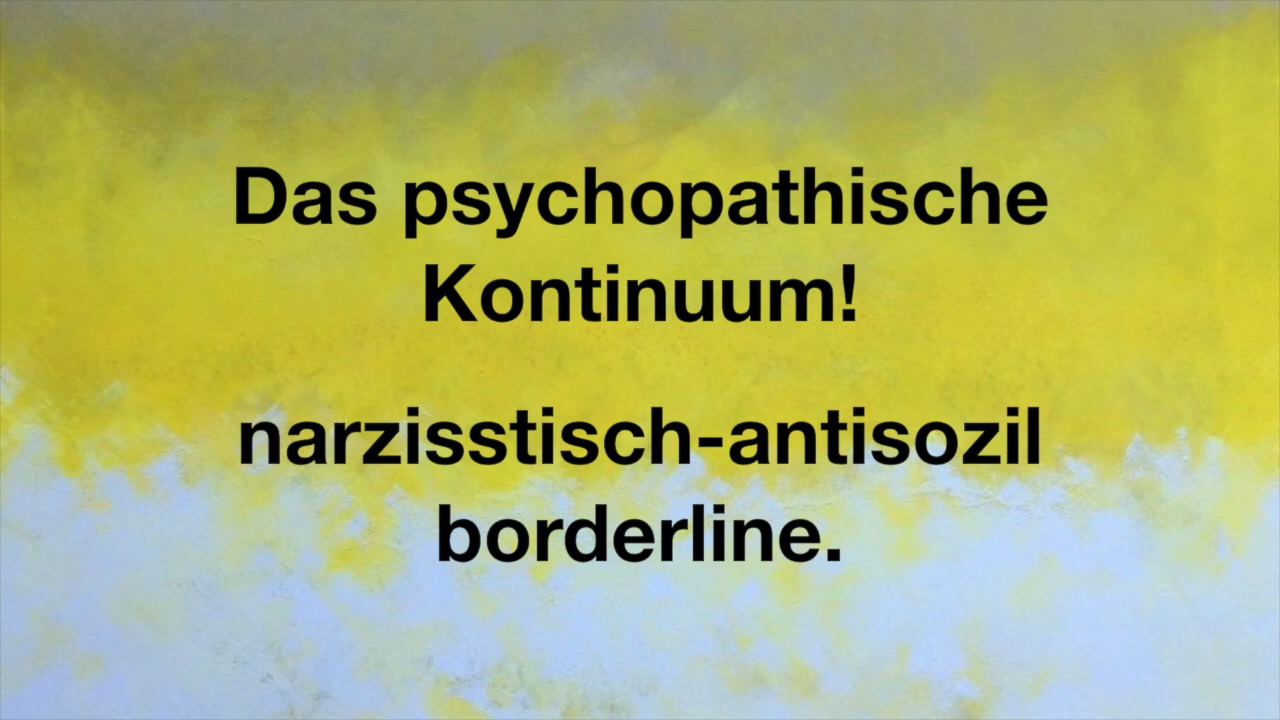 Das psychopathische
Kontinuum!
narzisstisch-antisozil
borderline.